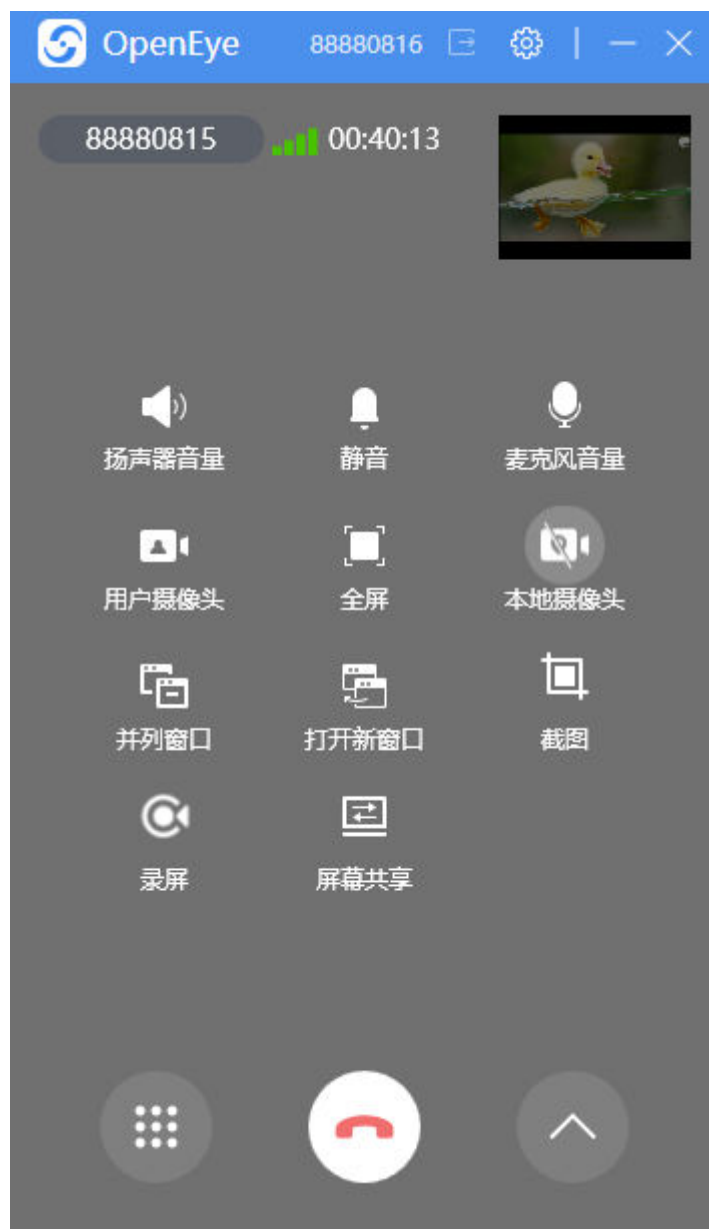 OpenEye 88880816
88880815 00:40:13
扬声器音量 静音 麦克风音量
用户摄像头 全屏 本地摄像头
并列窗口 打开新窗口 截图
录屏 屏幕共享